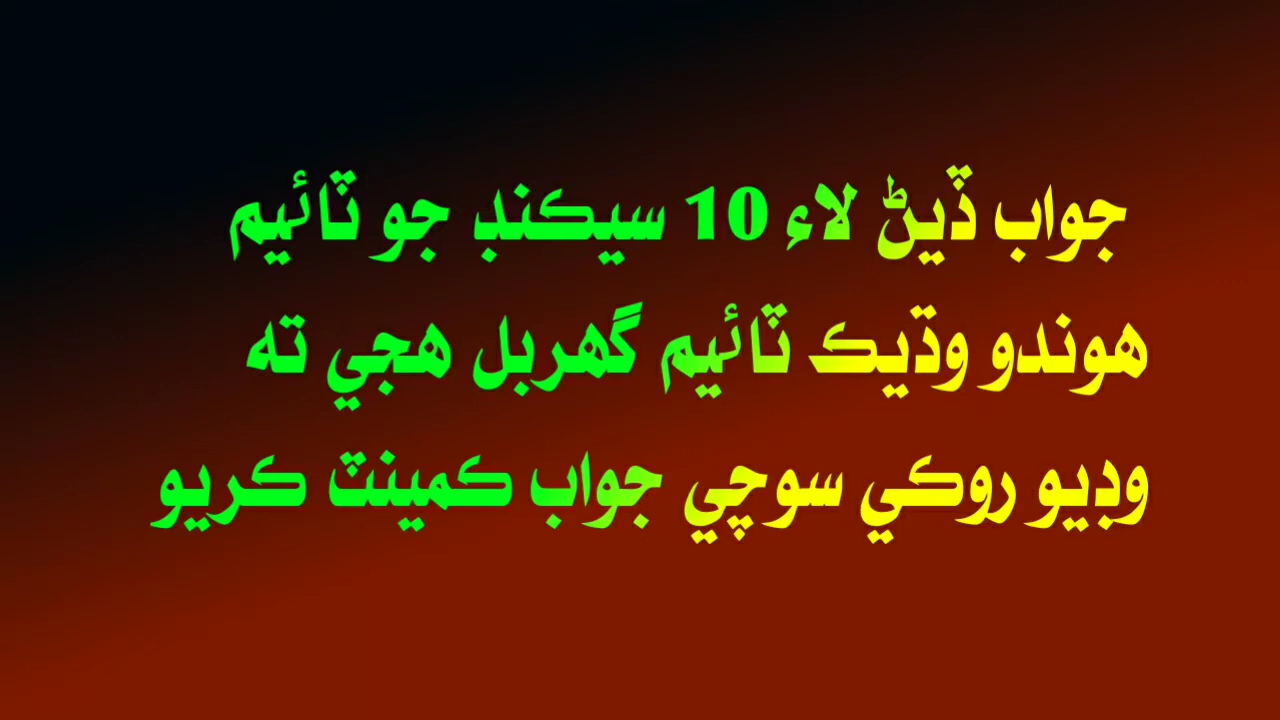 جواب ڏيڻ لاءِ 10 سيڪنڊ جو ٽائيم
هوندو وڌيڪ ٽائيم گهربل هجي ته
وڊيو روڪي سوچي جواب ڪمينٽ ڪريو